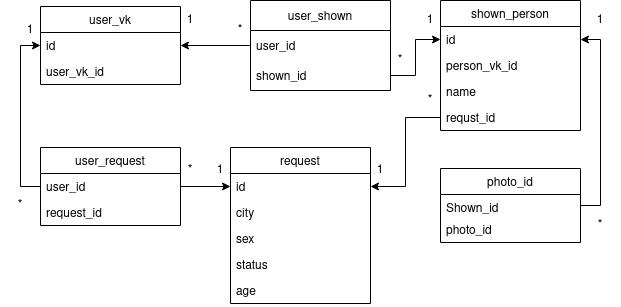 user_vk
id
user_vk_id
1
1
*
user_shown
user_id
shown_id
*
1
shown_person
id
person_vk_id
name
requst_id
1
*
user_request
user_id
request_id
*
*
1
request
id
city
sex
status
age
1
photo_id
Shown_id
photo_id
*